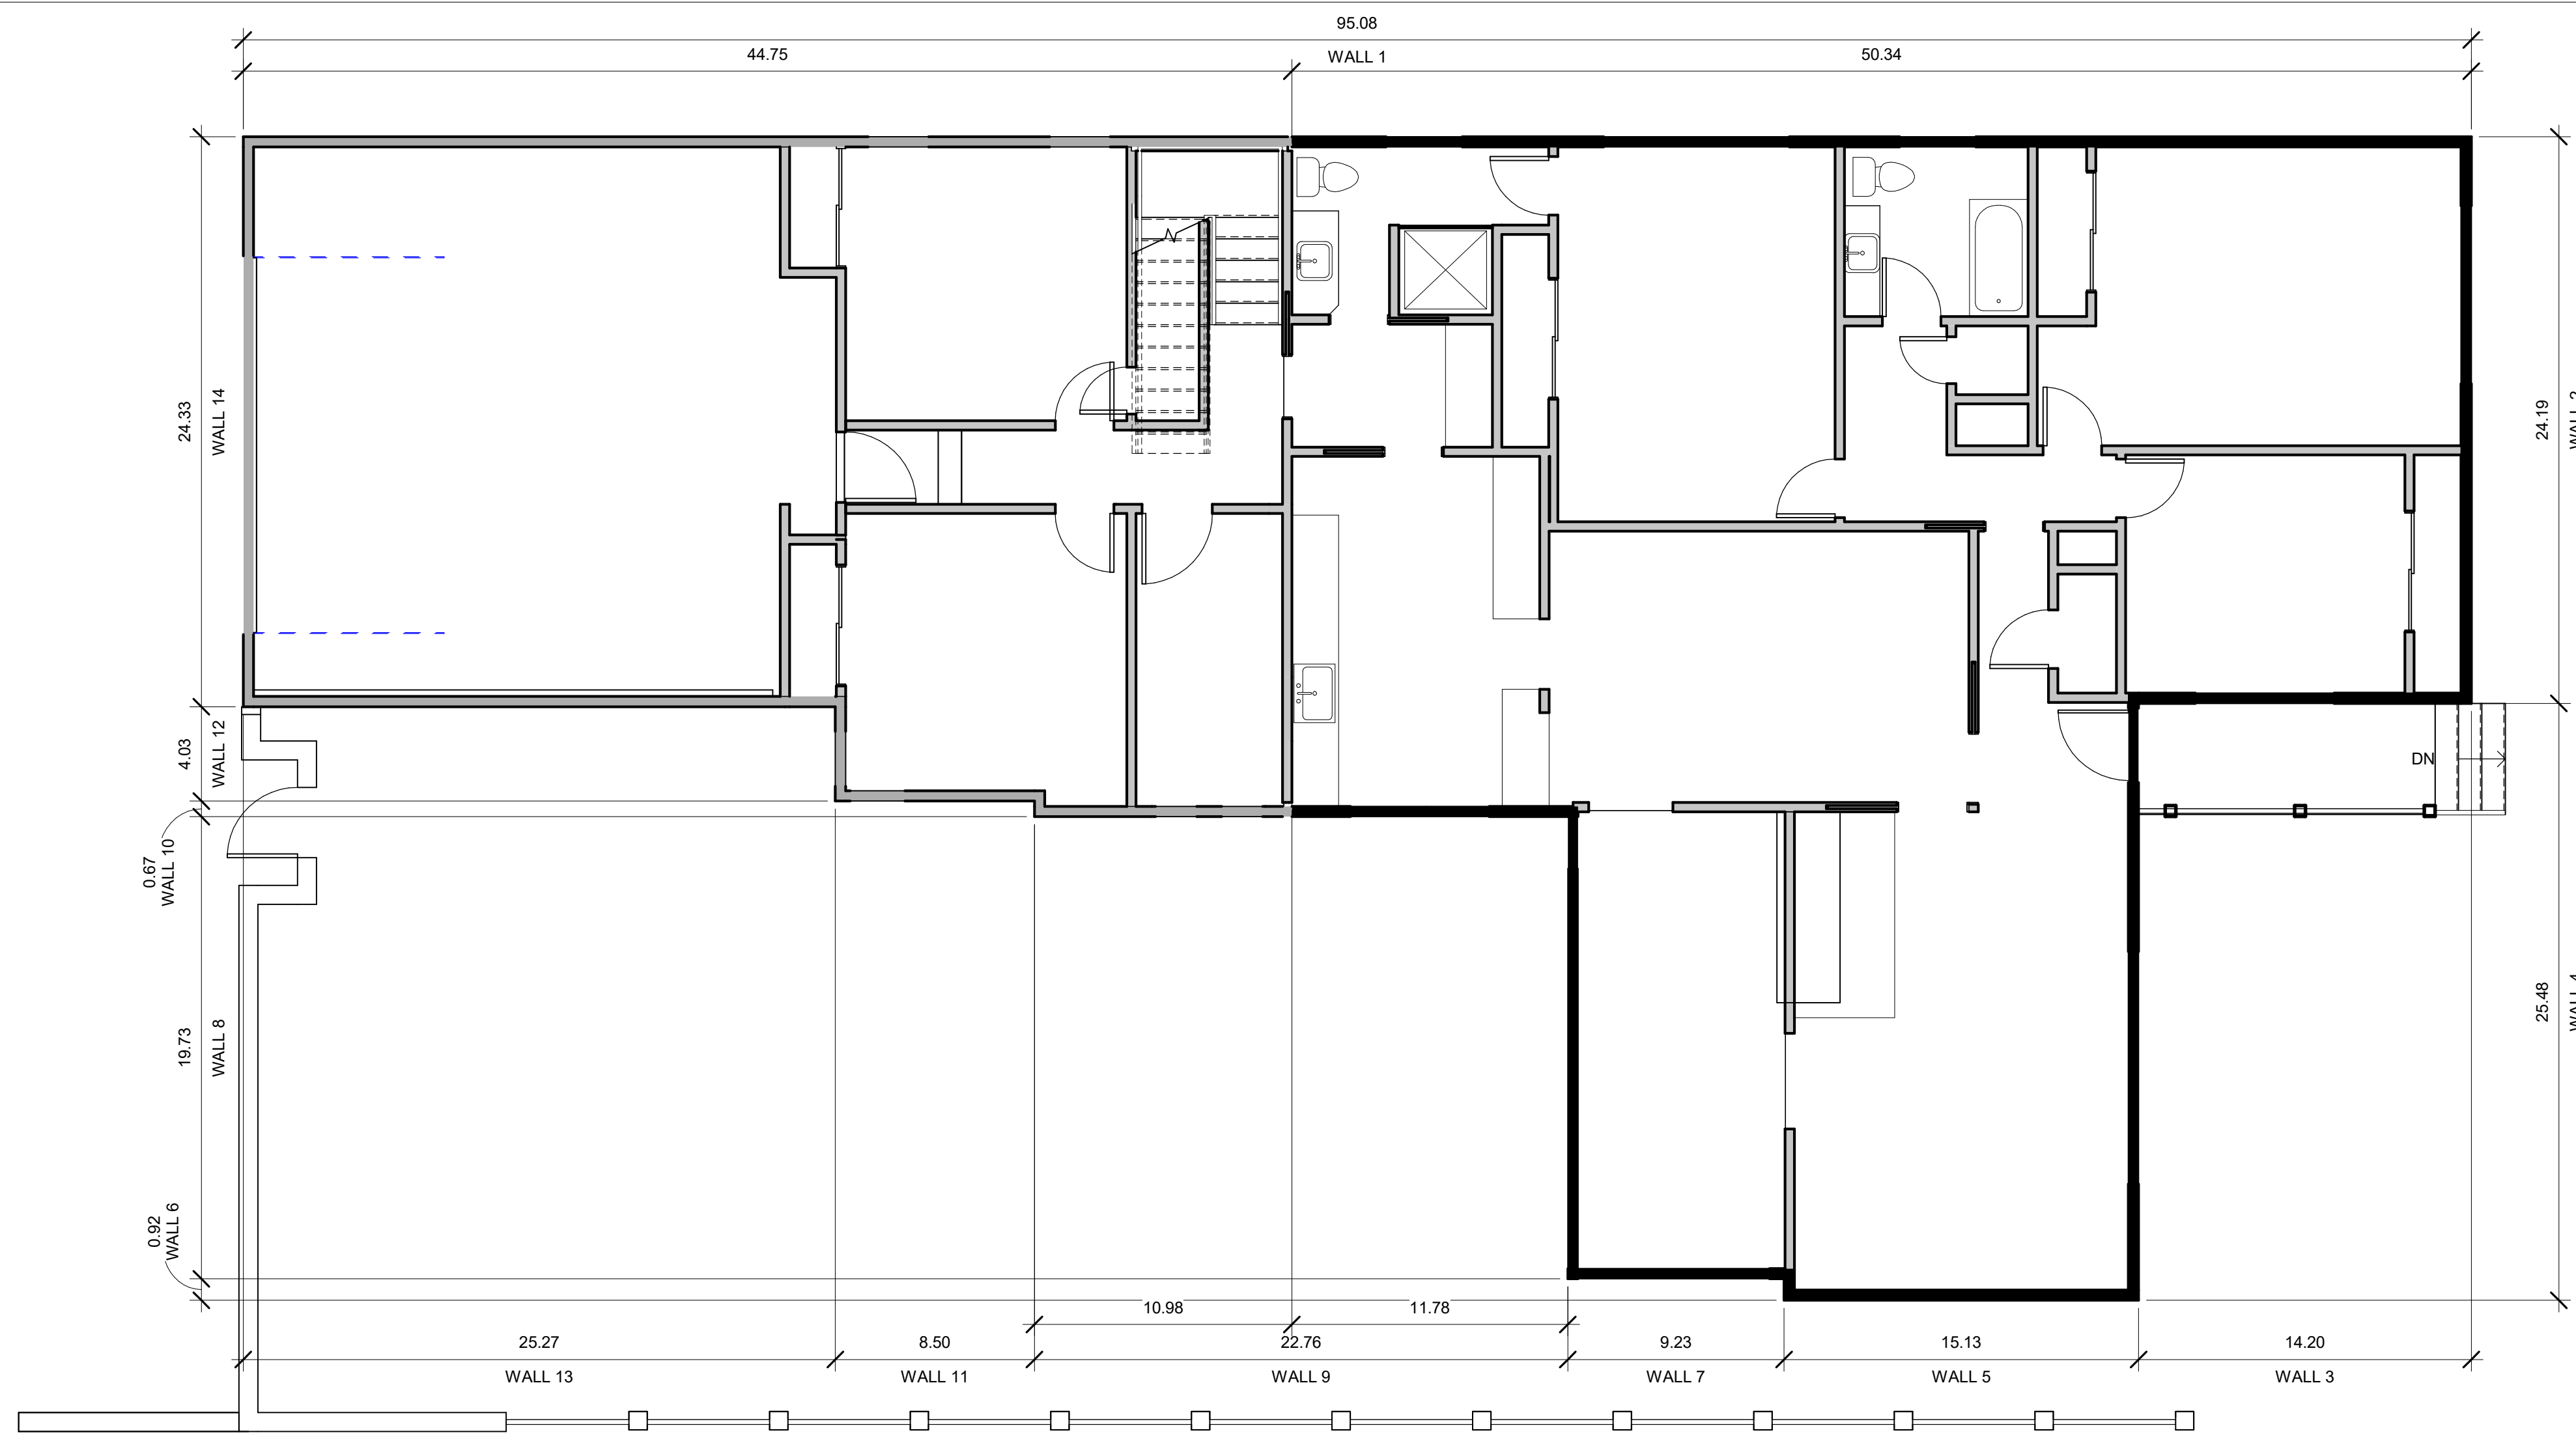 95.08
44.75
WALL 1
50.34
24.33
WALL 14
24.19
4.03
WALL 12
DN
0.67
WALL 10
19.73
WALL 8
25.48
0.92
WALL 6
10.98
11.78
25.27
8.50
22.76
9.23
15.13
14.20
WALL 13
WALL 11
WALL 9
WALL 7
WALL 5
WALL 3